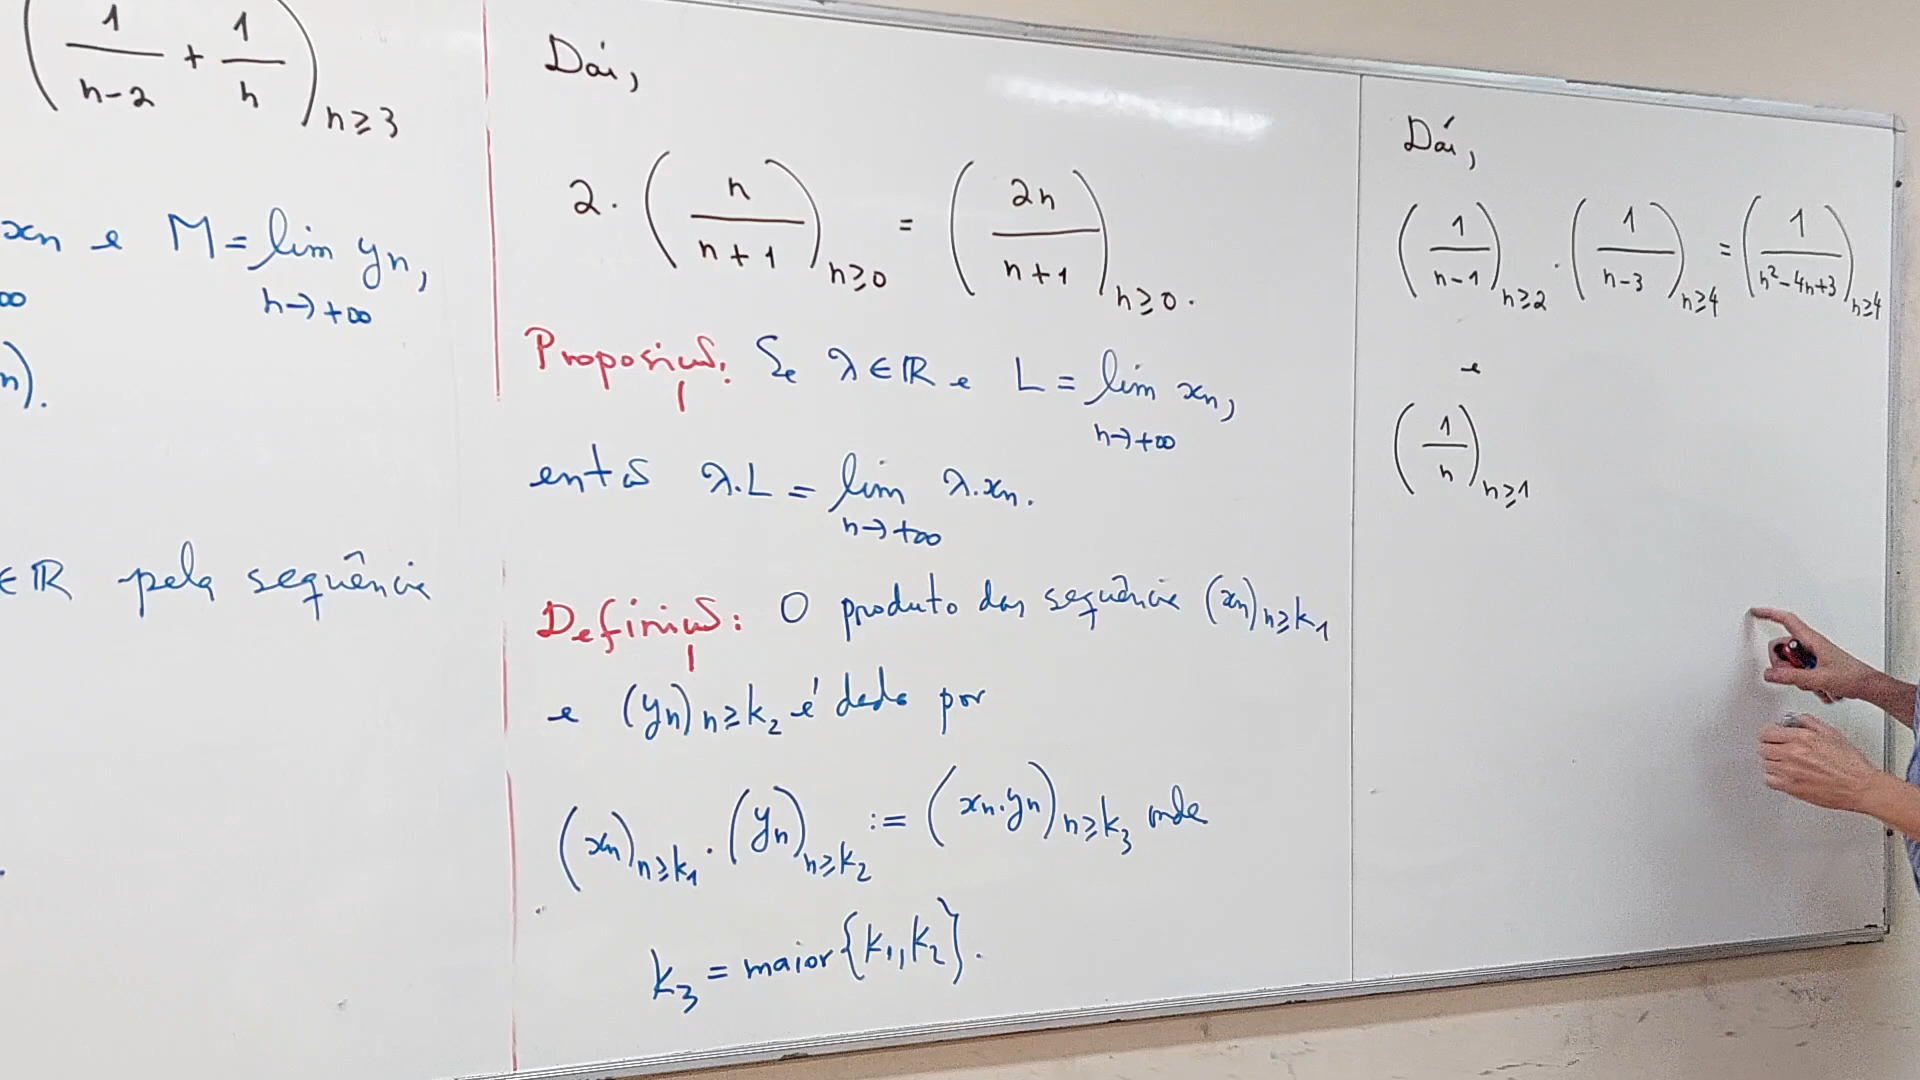 (1/(n-2) + 1/n)n≥3
xn e M = lim yn,
∞ n→+∞
n).
∈ℝ pela sequência
Daí,
2·(n/(n+1))n≥0 = (2n/(n+1))n≥0.
Proposição: Se λ∈ℝ e L = lim xn,
n→+∞
então λ.L = lim λ.xn.
n→+∞
Definição: O produto das sequência (xn)n≥k1
e (yn)n≥k2 é dado por
(xn)n≥k1 · (yn)n≥k2 := (xn.yn)n≥k3 onde
k3 = maior{k1,k2}.
Daí,
(1/(n-1))n≥2 · (1/(n-3))n≥4 = (1/(n²-4n+3))n≥4
e
(1/n)n≥1